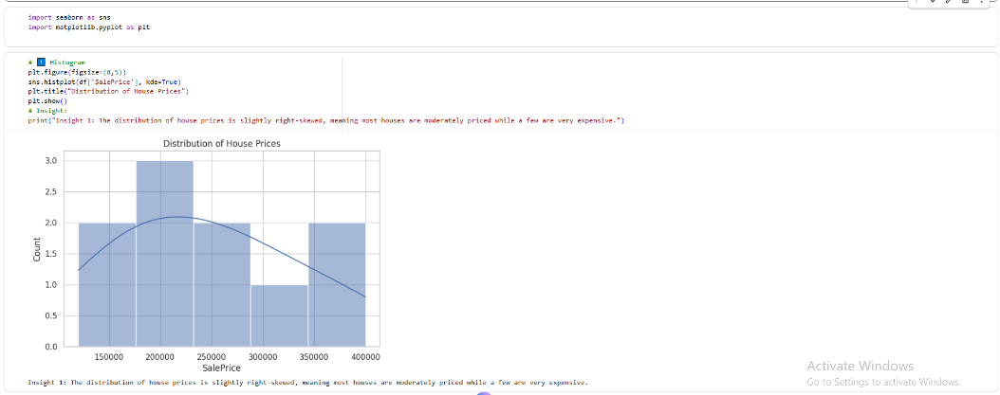 import seaborn as sns
import matplotlib.pyplot as plt
# 1 Histogram
plt.figure(figsize=(8,5))
sns.histplot(df['SalePrice'], kde=True)
plt.title("Distribution of House Prices")
plt.show()
# Insight:
print("Insight 1: The distribution of house prices is slightly right-skewed, meaning most houses are moderately priced while a few are very expensive.")
Distribution of House Prices
3.0
2.5
2.0
1.5
1.0
0.5
0.0
Count
150000 200000 250000 300000 350000 400000
SalePrice
Insight 1: The distribution of house prices is slightly right-skewed, meaning most houses are moderately priced while a few are very expensive.
Activate Windows
Go to Settings to activate Windows.